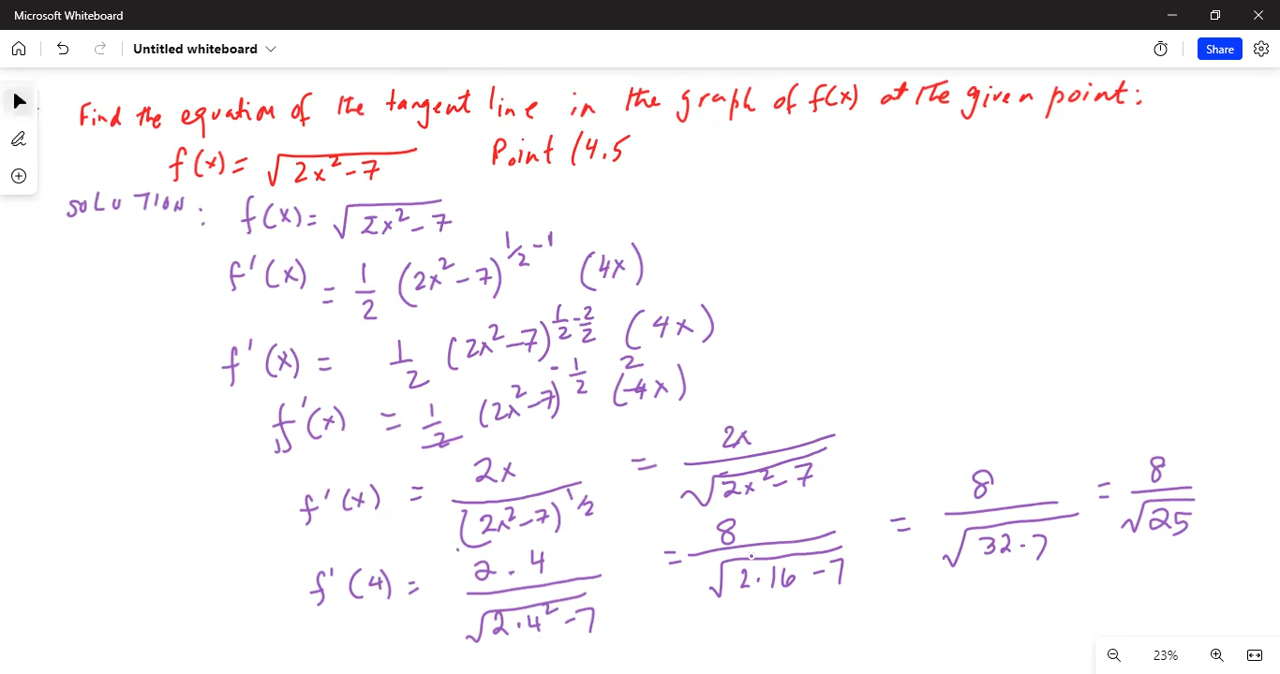 Microsoft Whiteboard
Untitled whiteboard
Share
Find the equation of the tangent line in the graph of f(x) at the given point:
f(x) = √(2x² - 7) Point (4.5
SOLUTION: f(x) = √(2x² - 7)
f'(x) = 1/2 (2x² - 7)^(1/2 - 1) (4x)
f'(x) = 1/2 (2x² - 7)^(1/2 - 2/2) (4x)
f'(x) = 1/2 (2x² - 7)^(-1/2) (4x) 2
f'(x) = 2x/(2x² - 7)^(1/2) = 2x/√(2x² - 7)
f'(4) = 2·4/√(2·4² - 7) = 8/√(2·16 - 7) = 8/√(32-7) = 8/√25
23%